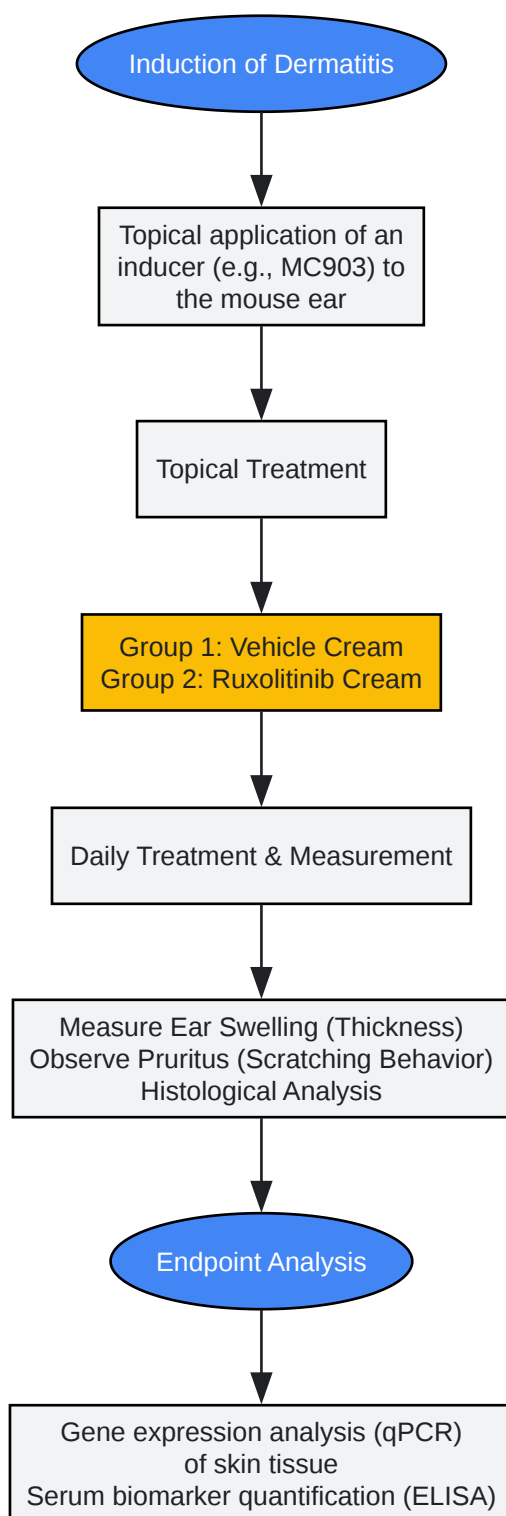 Induction of Dermatitis
Topical application of an
inducer (e.g., MC903) to
the mouse ear
Topical Treatment
Group 1: Vehicle Cream
Group 2: Ruxolitinib Cream
Daily Treatment & Measurement
Measure Ear Swelling (Thickness)
Observe Pruritus (Scratching Behavior)
Histological Analysis
Endpoint Analysis
Gene expression analysis (qPCR)
of skin tissue
Serum biomarker quantification (ELISA)